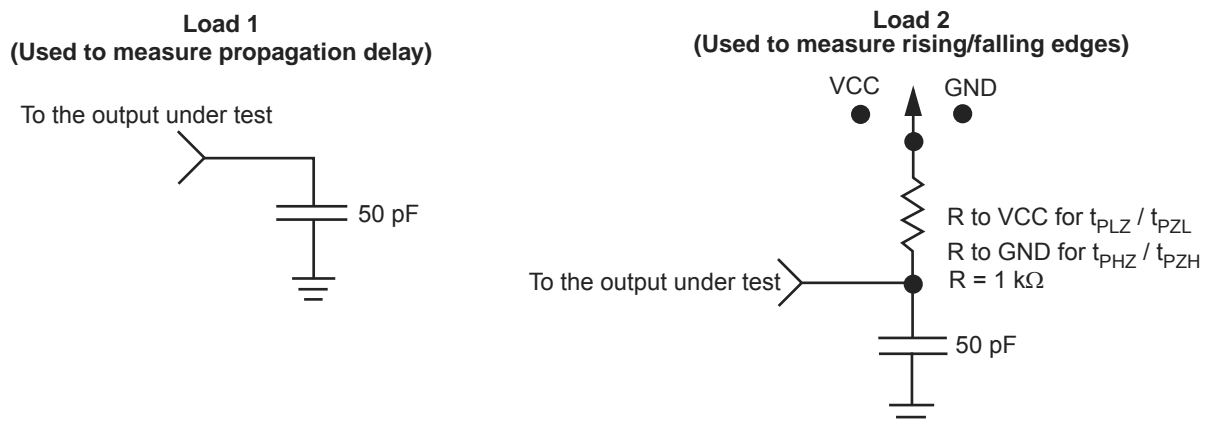 Load 1
(Used to measure propagation delay)
To the output under test
50 pF
Load 2
(Used to measure rising/falling edges)
VCC
GND
R to VCC for tPLZ / tPZL
R to GND for tPHZ / tPZH
R = 1 kΩ
To the output under test
50 pF